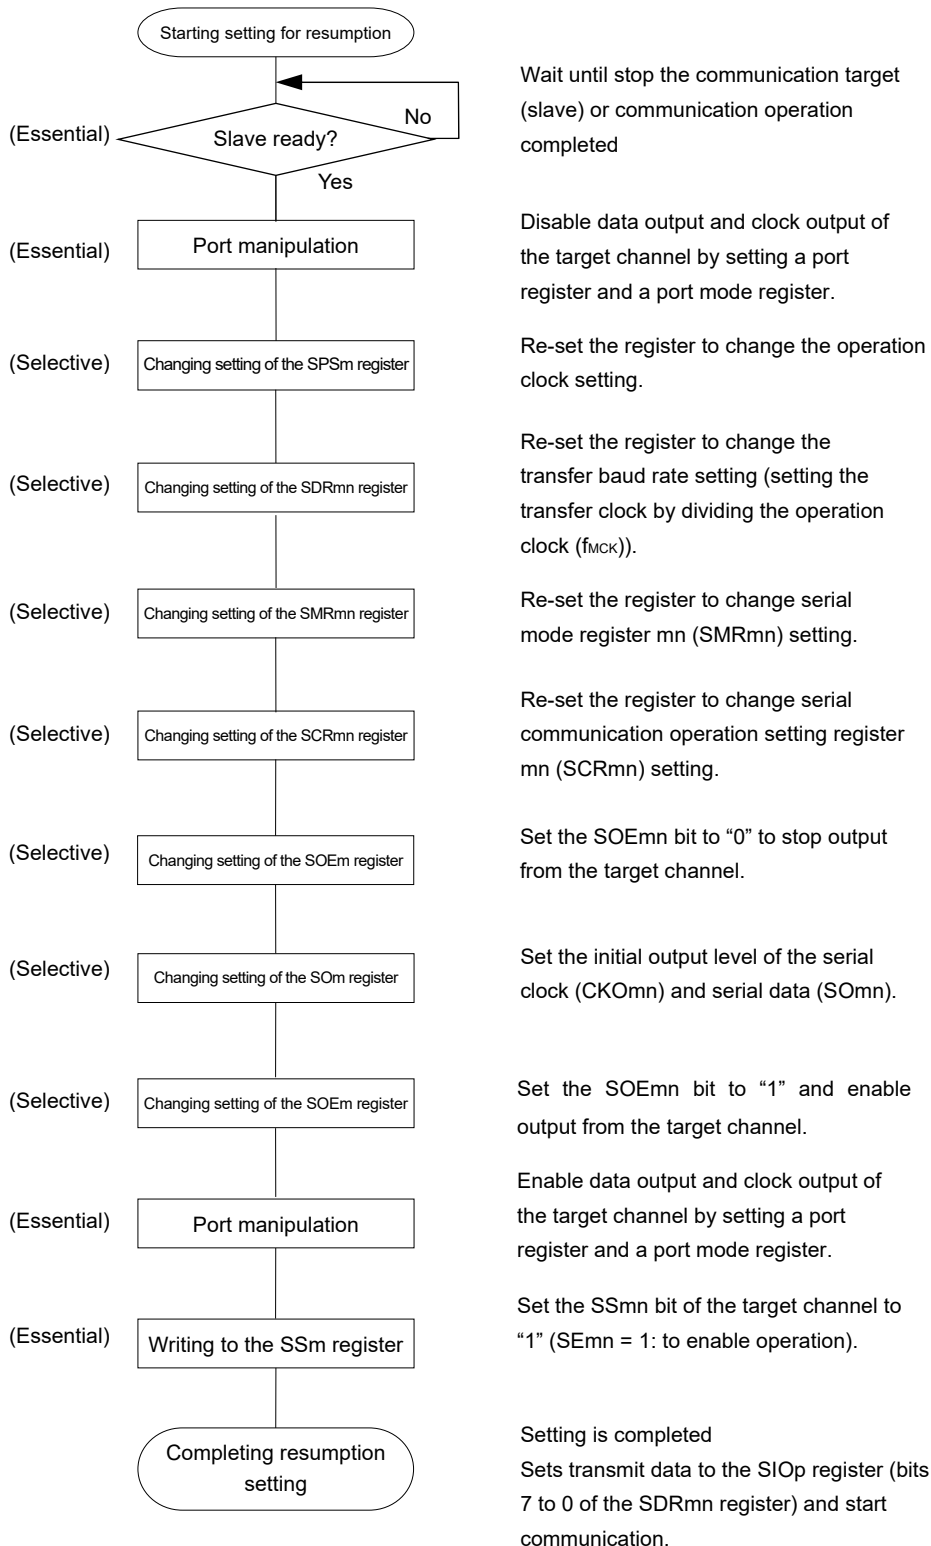 Starting setting for resumption
Wait until stop the communication target
(slave) or communication operation
completed
No
(Essential)
Slave ready?
Yes
(Essential)
Port manipulation
Disable data output and clock output of
the target channel by setting a port
register and a port mode register.
(Selective)
Changing setting of the SPSm register
Re-set the register to change the operation
clock setting.
(Selective)
Changing setting of the SDRmn register
Re-set the register to change the
transfer baud rate setting (setting the
transfer clock by dividing the operation
clock (fMCK)).
(Selective)
Changing setting of the SMRmn register
Re-set the register to change serial
mode register mn (SMRmn) setting.
(Selective)
Changing setting of the SCRmn register
Re-set the register to change serial
communication operation setting register
mn (SCRmn) setting.
(Selective)
Changing setting of the SOEm register
Set the SOEmn bit to “0” to stop output
from the target channel.
(Selective)
Changing setting of the SOm register
Set the initial output level of the serial
clock (CKOmn) and serial data (SOmn).
(Selective)
Changing setting of the SOEm register
Set the SOEmn bit to “1” and enable
output from the target channel.
(Essential)
Port manipulation
Enable data output and clock output of
the target channel by setting a port
register and a port mode register.
(Essential)
Writing to the SSm register
Set the SSmn bit of the target channel to
“1” (SEmn = 1: to enable operation).
Completing resumption
setting
Setting is completed
Sets transmit data to the SIOp register (bits
7 to 0 of the SDRmn register) and start
communication.